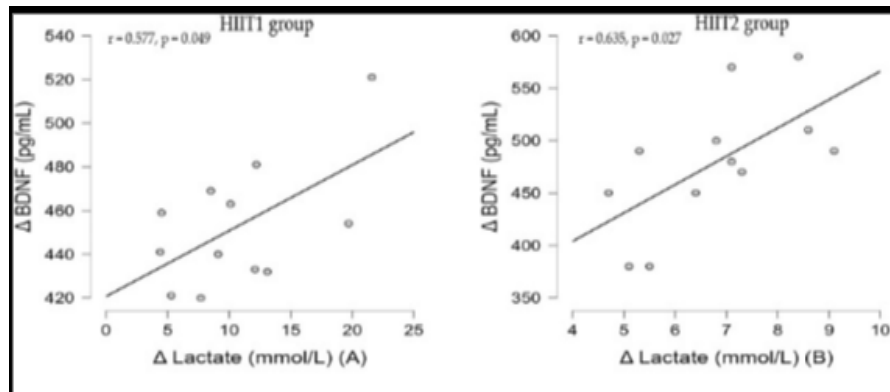 HIIT1 group
r = 0.577, p = 0.049
540
520
500
480
460
440
420
Δ BDNF (pg/mL)
0 5 10 15 20 25
Δ Lactate (mmol/L) (A)
HIIT2 group
r = 0.635, p = 0.027
600
550
500
450
400
350
Δ BDNF (pg/mL)
4 5 6 7 8 9 10
Δ Lactate (mmol/L) (B)